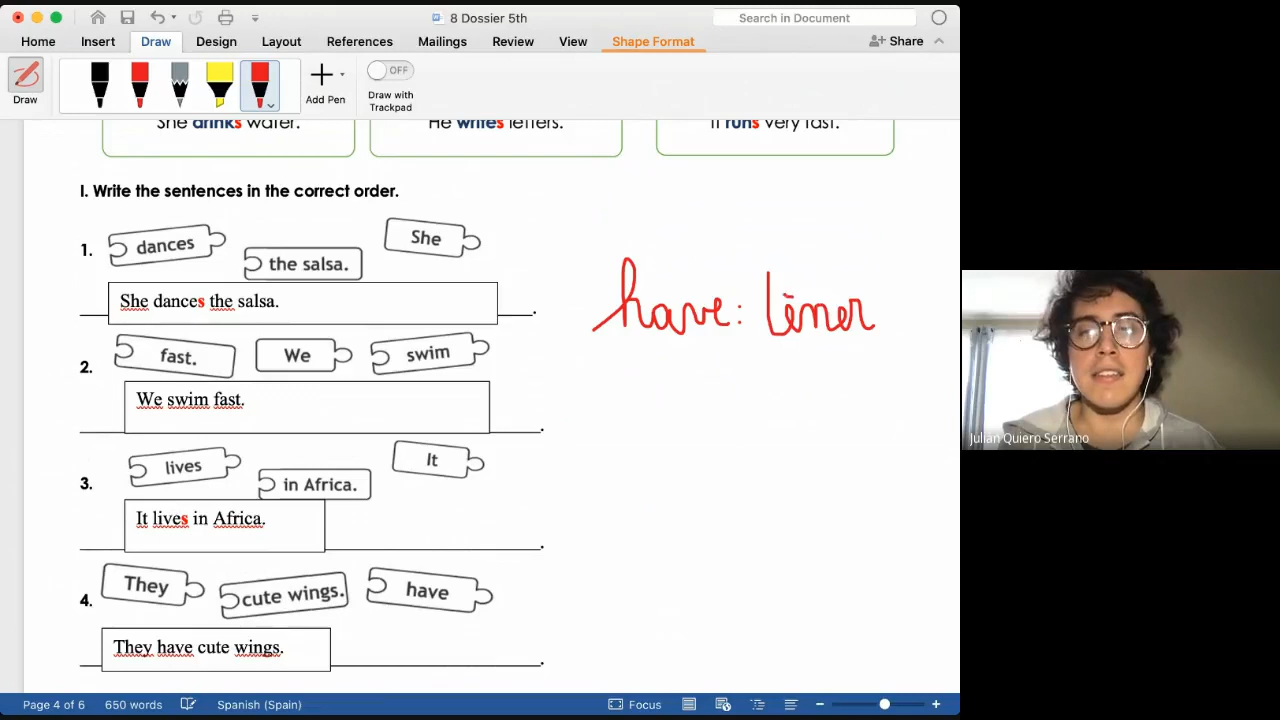 8 Dossier 5th
Search in Document
Home Insert Draw Design Layout References Mailings Review View Shape Format Share
OFF
Draw Add Pen Draw with Trackpad
She drinks water. He writes letters. It runs very fast.
I. Write the sentences in the correct order.
1. dances the salsa. She
She dances the salsa.
have: tener
2. fast. We swim
We swim fast.
3. lives in Africa. It
It lives in Africa.
4. They cute wings. have
They have cute wings.
Julian Quiero Serrano
Page 4 of 6 650 words Spanish (Spain) Focus